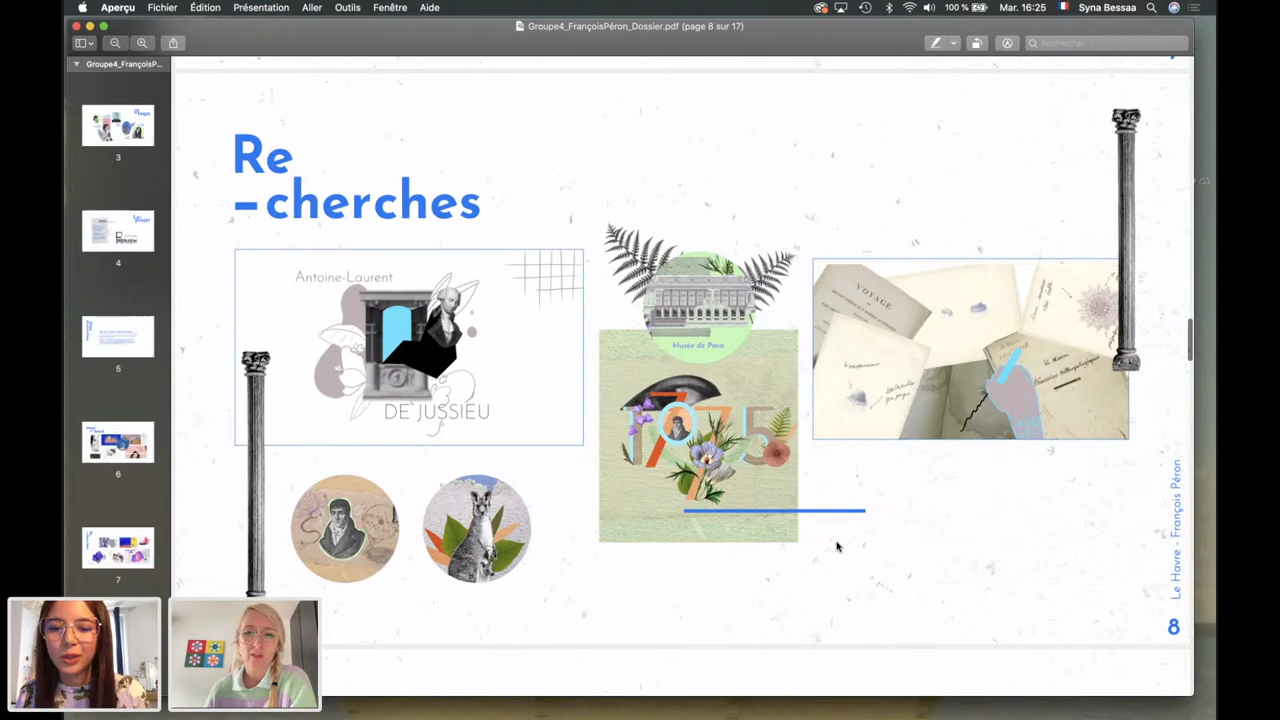 Aperçu Fichier Édition Présentation Aller Outils Fenêtre Aide 100 % Mar. 16:25 Syna Bessaa
Groupe4_FrançoisPéron_Dossier.pdf (page 8 sur 17)
Rechercher
Groupe4_FrançoisP...
3
4
5
6
7
Re
–cherches
Antoine-Laurent
DE JUSSIEU
Musée de Paris
1775
VOYAGE
Le Havre - François Péron
8